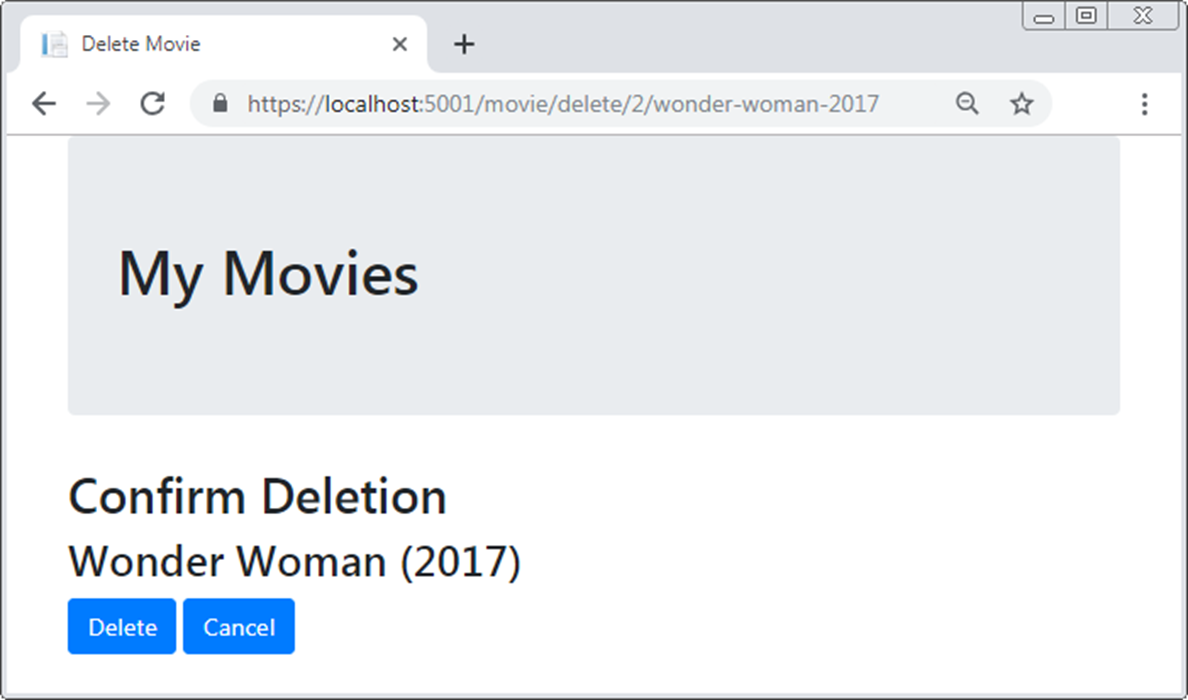 Delete Movie
https://localhost:5001/movie/delete/2/wonder-woman-2017
My Movies
Confirm Deletion
Wonder Woman (2017)
Delete Cancel